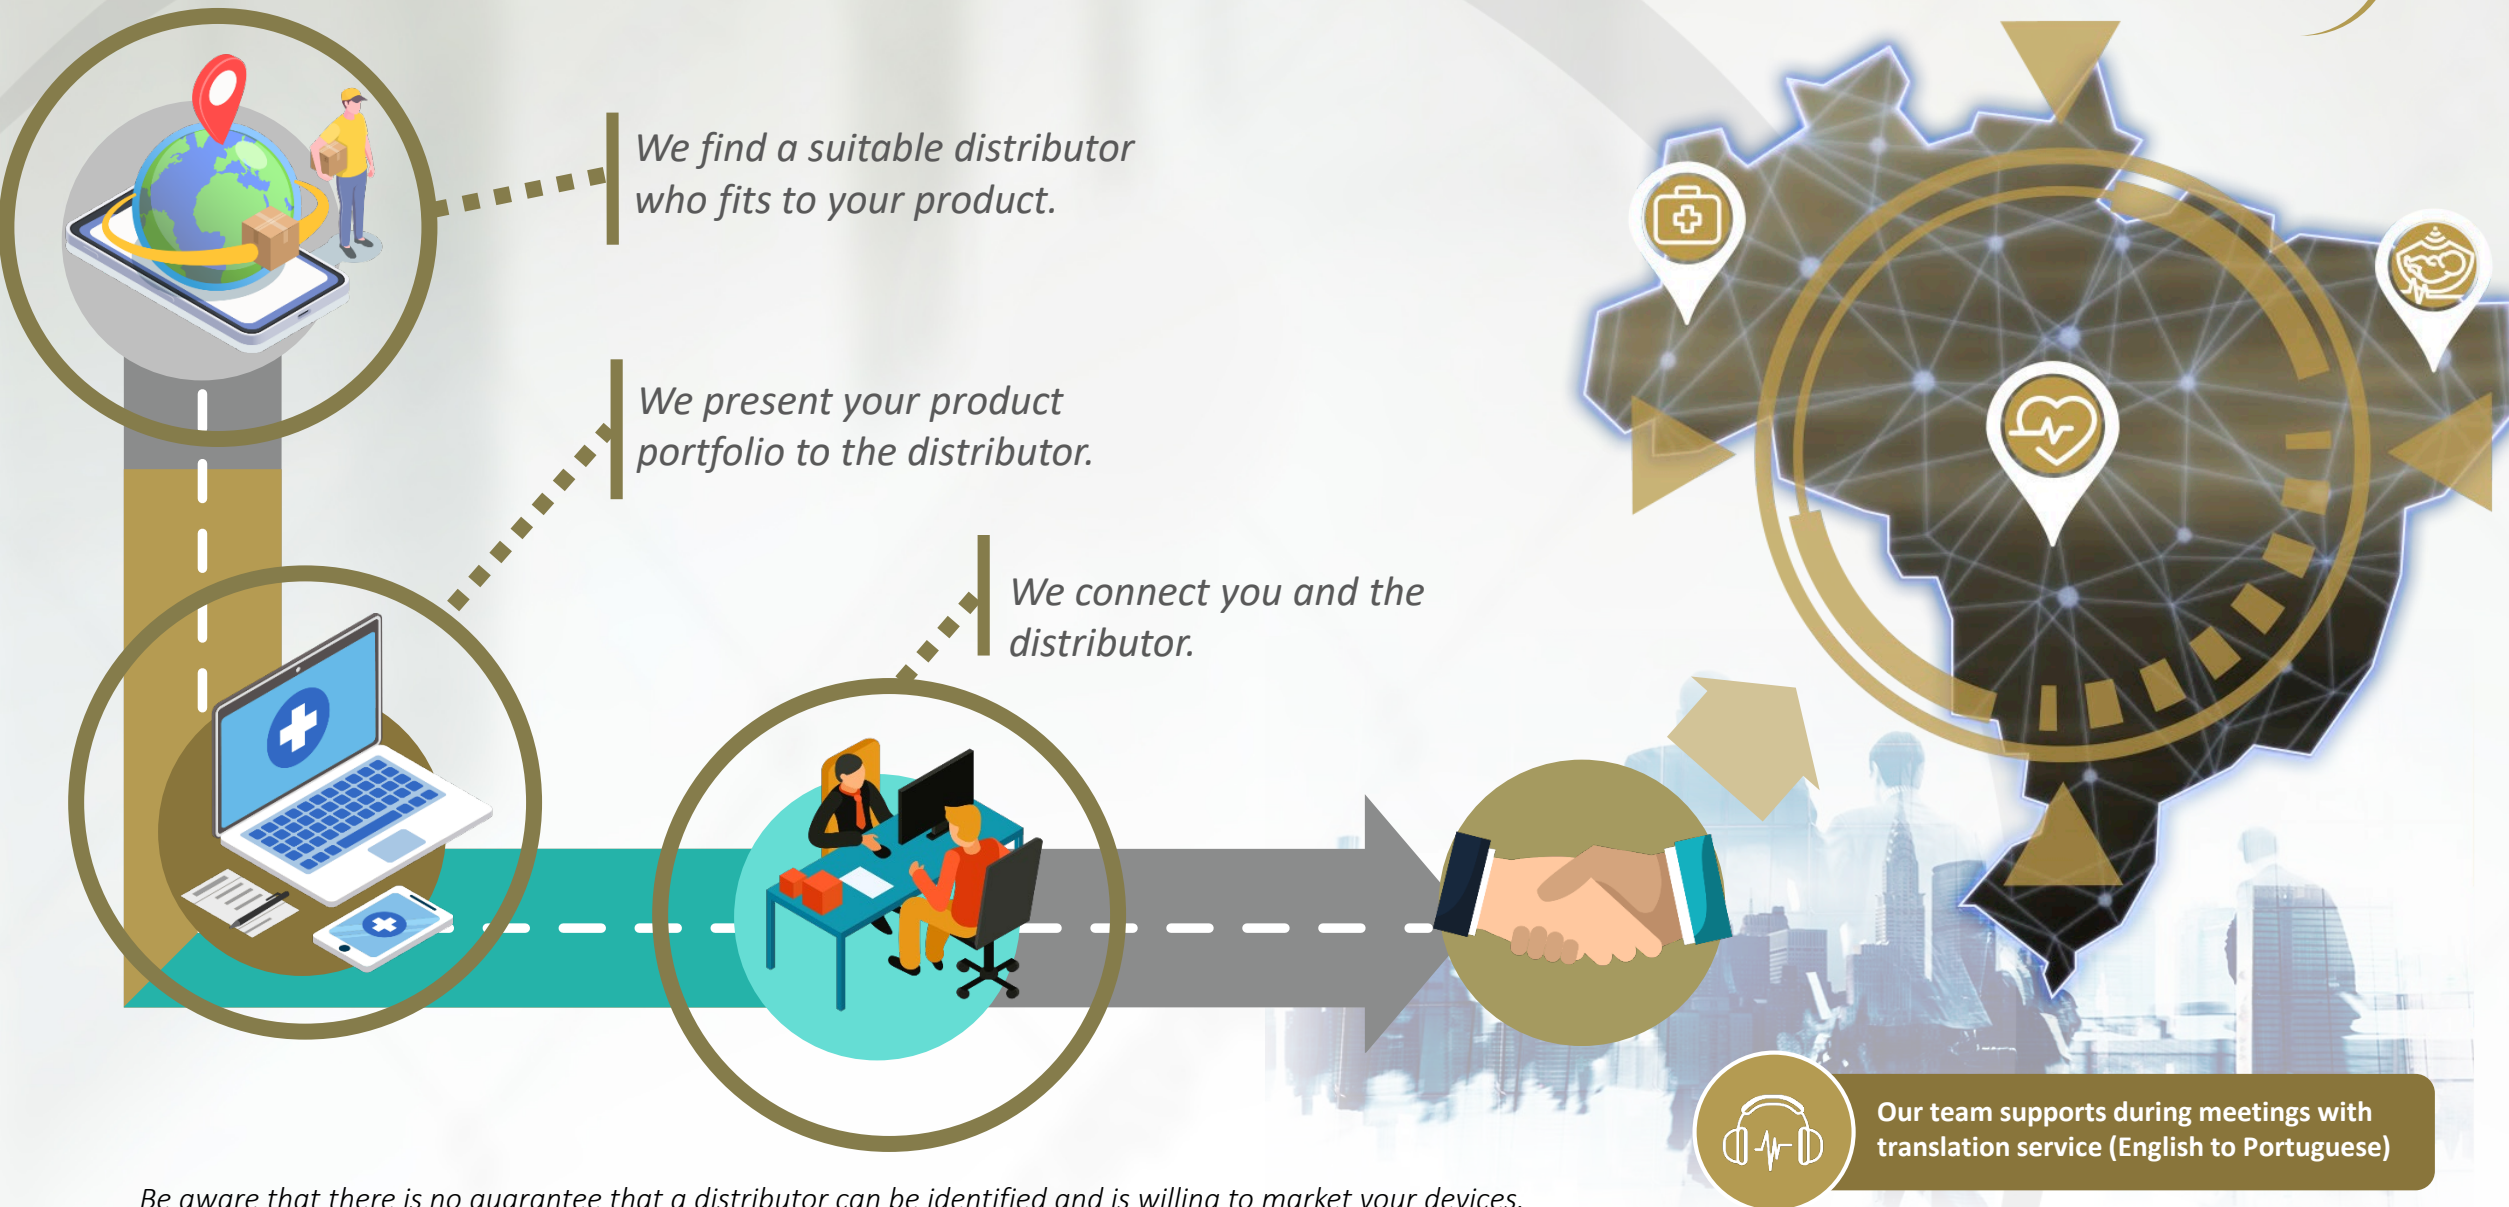 We find a suitable distributor
who fits to your product.
We present your product
portfolio to the distributor.
We connect you and the
distributor.
Our team supports during meetings with
translation service (English to Portuguese)
Be aware that there is no guarantee that a distributor can be identified and is willing to market your devices.